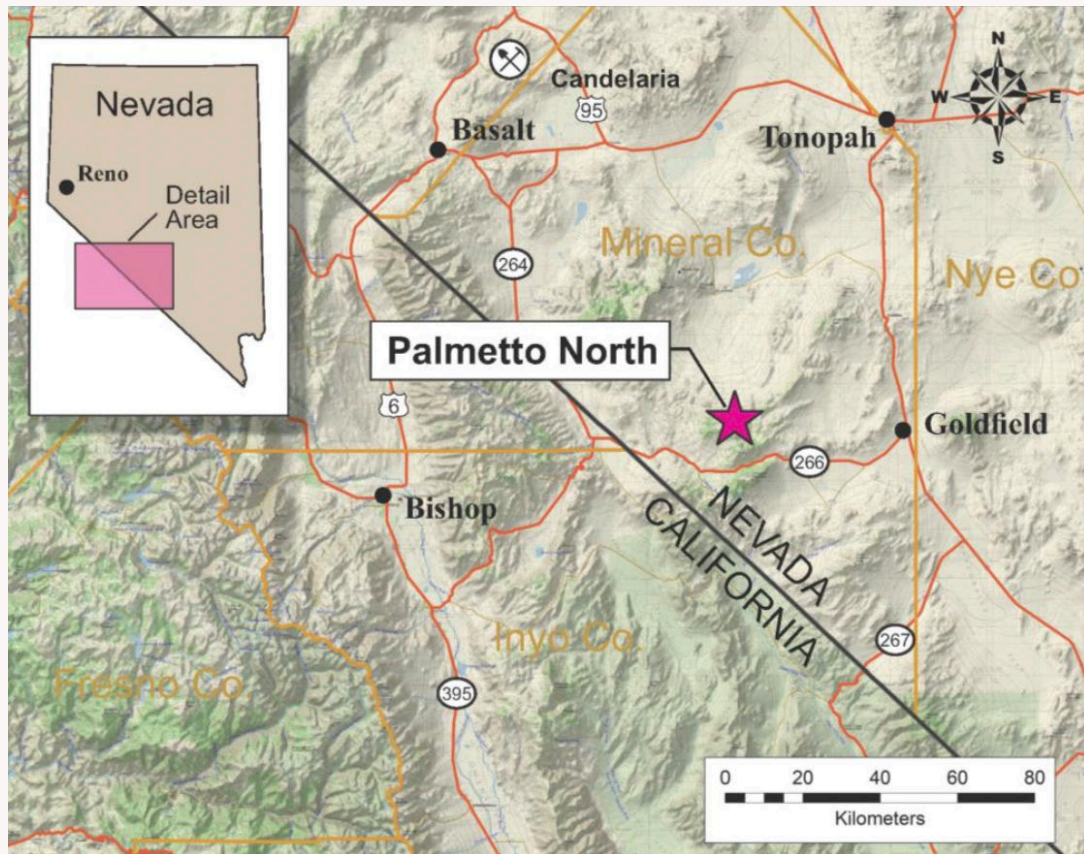 Nevada
Reno
Detail
Area
Candelaria
95
Basalt
Tonopah
N
W
E
S
264
Mineral Co.
Nye Co.
Palmetto North
6
Goldfield
266
Bishop
NEVADA
CALIFORNIA
Inyo Co.
267
Fresno Co.
395
0 20 40 60 80
Kilometers